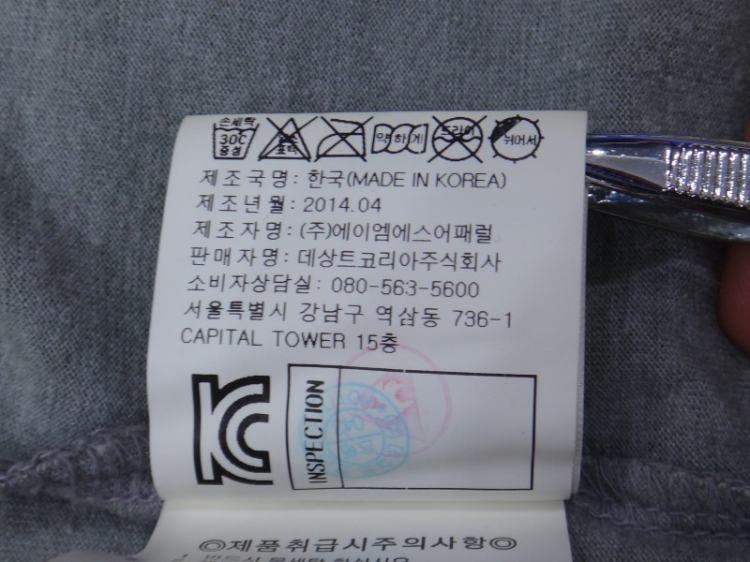 손세탁
30C
중성
표백
약하게
드라이
뉘어서
제조국명: 한국(MADE IN KOREA)
제조년월: 2014.04
제조자명: (주)에이엠에스어패럴
판매자명: 데상트코리아주식회사
소비자상담실: 080-563-5600
서울특별시 강남구 역삼동 736-1
CAPITAL TOWER 15층
KC
INSPECTION
◎제품취급시주의사항◎